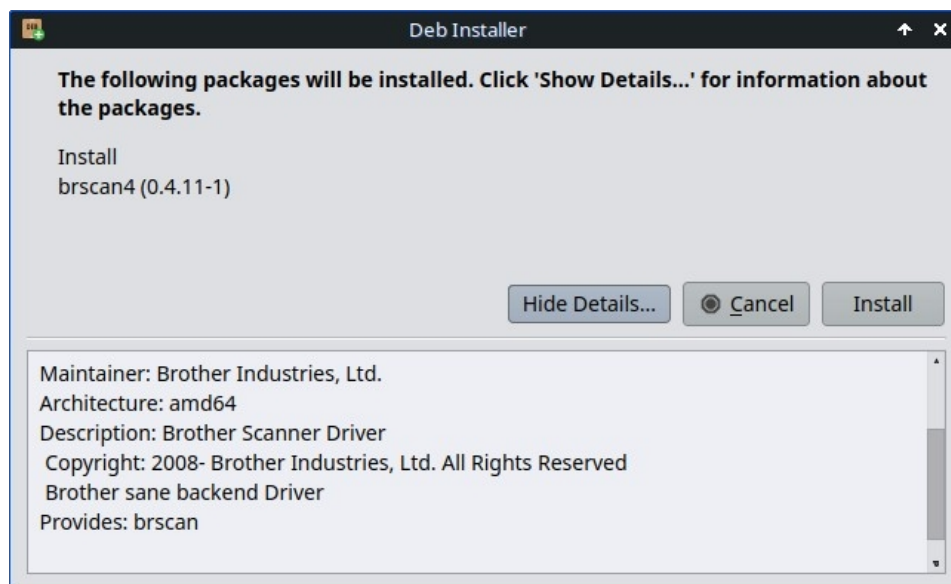 Deb Installer
The following packages will be installed. Click 'Show Details...' for information about
the packages.
Install
brscan4 (0.4.11-1)
Hide Details...
Cancel
Install
Maintainer: Brother Industries, Ltd.
Architecture: amd64
Description: Brother Scanner Driver
Copyright: 2008- Brother Industries, Ltd. All Rights Reserved
Brother sane backend Driver
Provides: brscan